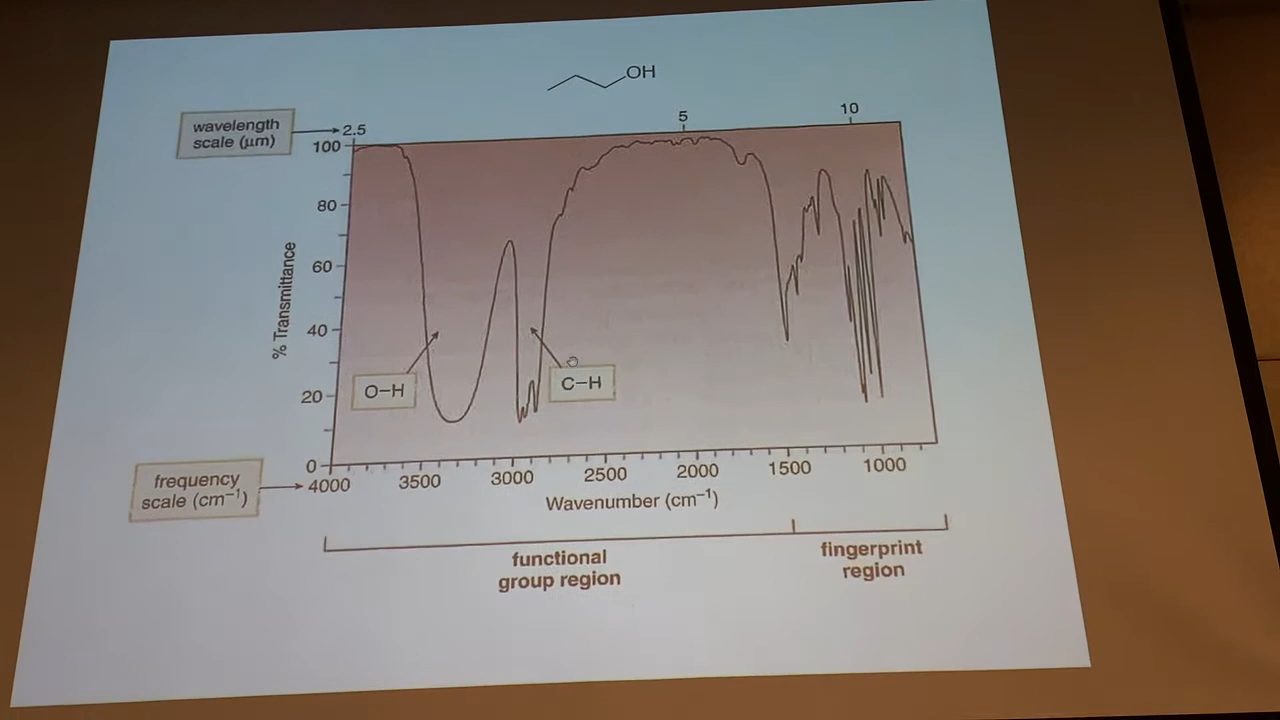 OH
wavelength
scale (μm)
2.5
5
10
100
80
60
40
20
0
% Transmittance
O–H
C–H
frequency
scale (cm⁻¹)
4000
3500
3000
2500
2000
1500
1000
Wavenumber (cm⁻¹)
functional
group region
fingerprint
region